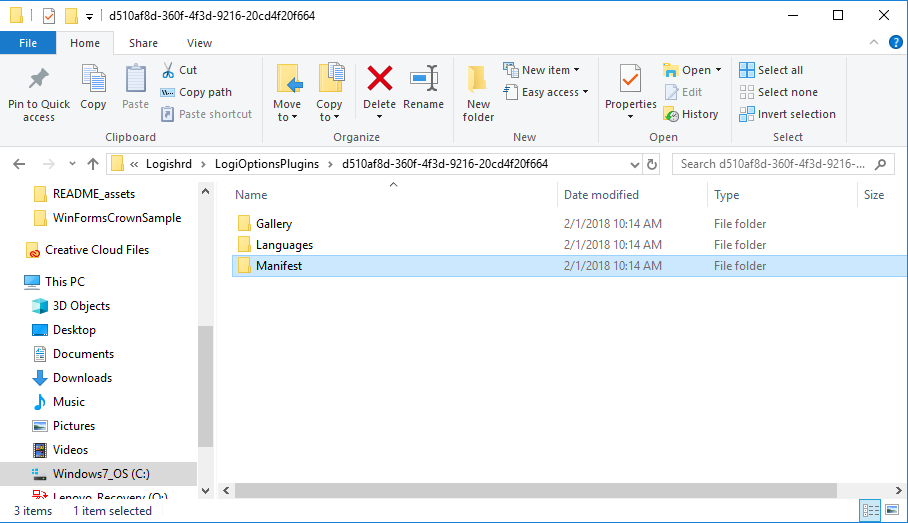 d510af8d-360f-4f3d-9216-20cd4f20f664
File Home Share View
Pin to Quick access
Copy
Paste
Cut
Copy path
Paste shortcut
Clipboard
Move to
Copy to
Delete
Rename
Organize
New folder
New item
Easy access
New
Properties
Open
Edit
History
Open
Select all
Select none
Invert selection
Select
« Logishrd > LogiOptionsPlugins > d510af8d-360f-4f3d-9216-20cd4f20f664
Search d510af8d-360f-4f3d-9216-...
README_assets
WinFormsCrownSample
Creative Cloud Files
This PC
3D Objects
Desktop
Documents
Downloads
Music
Pictures
Videos
Windows7_OS (C:)
Lenovo_Recovery (Q:)
Name Date modified Type Size
Gallery 2/1/2018 10:14 AM File folder
Languages 2/1/2018 10:14 AM File folder
Manifest 2/1/2018 10:14 AM File folder
3 items 1 item selected